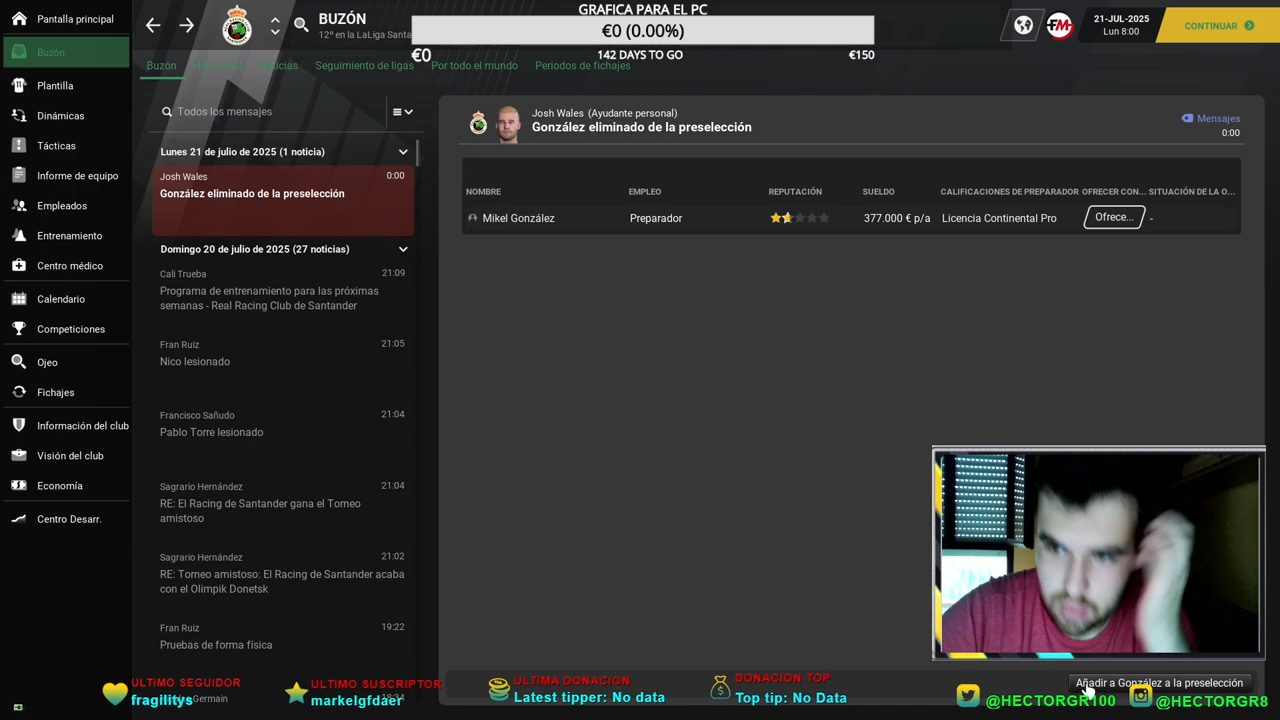 Pantalla principal
Buzón
Plantilla
Dinámicas
Tácticas
Informe de equipo
Empleados
Entrenamiento
Centro médico
Calendario
Competiciones
Ojeo
Fichajes
Información del club
Visión del club
Economía
Centro Desarr.
BUZÓN
12º en la LaLiga Santa
GRAFICA PARA EL PC
€0 (0.00%)
€0
142 DAYS TO GO
€150
21-JUL-2025
Lun 8:00
CONTINUAR
Buzón
Noticias
Seguimiento de ligas
Por todo el mundo
Periodos de fichajes
Todos los mensajes
Lunes 21 de julio de 2025 (1 noticia)
Josh Wales
0:00
González eliminado de la preselección
Domingo 20 de julio de 2025 (27 noticias)
Cali Trueba
21:09
Programa de entrenamiento para las próximas
semanas - Real Racing Club de Santander
Fran Ruiz
21:05
Nico lesionado
Francisco Sañudo
21:04
Pablo Torre lesionado
Sagrario Hernández
21:04
RE: El Racing de Santander gana el Torneo
amistoso
Sagrario Hernández
21:02
RE: Torneo amistoso: El Racing de Santander acaba
con el Olimpik Donetsk
Fran Ruiz
19:22
Pruebas de forma física
Germain
Josh Wales (Ayudante personal)
González eliminado de la preselección
Mensajes
0:00
NOMBRE
EMPLEO
REPUTACIÓN
SUELDO
CALIFICACIONES DE PREPARADOR
OFRECER CON...
SITUACIÓN DE LA O...
Mikel González
Preparador
377.000 € p/a
Licencia Continental Pro
Ofrece...
-
Añadir a González a la preselección
ULTIMO SEGUIDOR
fragilitys
ULTIMO SUSCRIPTOR
markelgfdaer
ULTIMA DONACION
Latest tipper: No data
DONACION TOP
Top tip: No Data
@HECTORGR100
@HECTORGR8